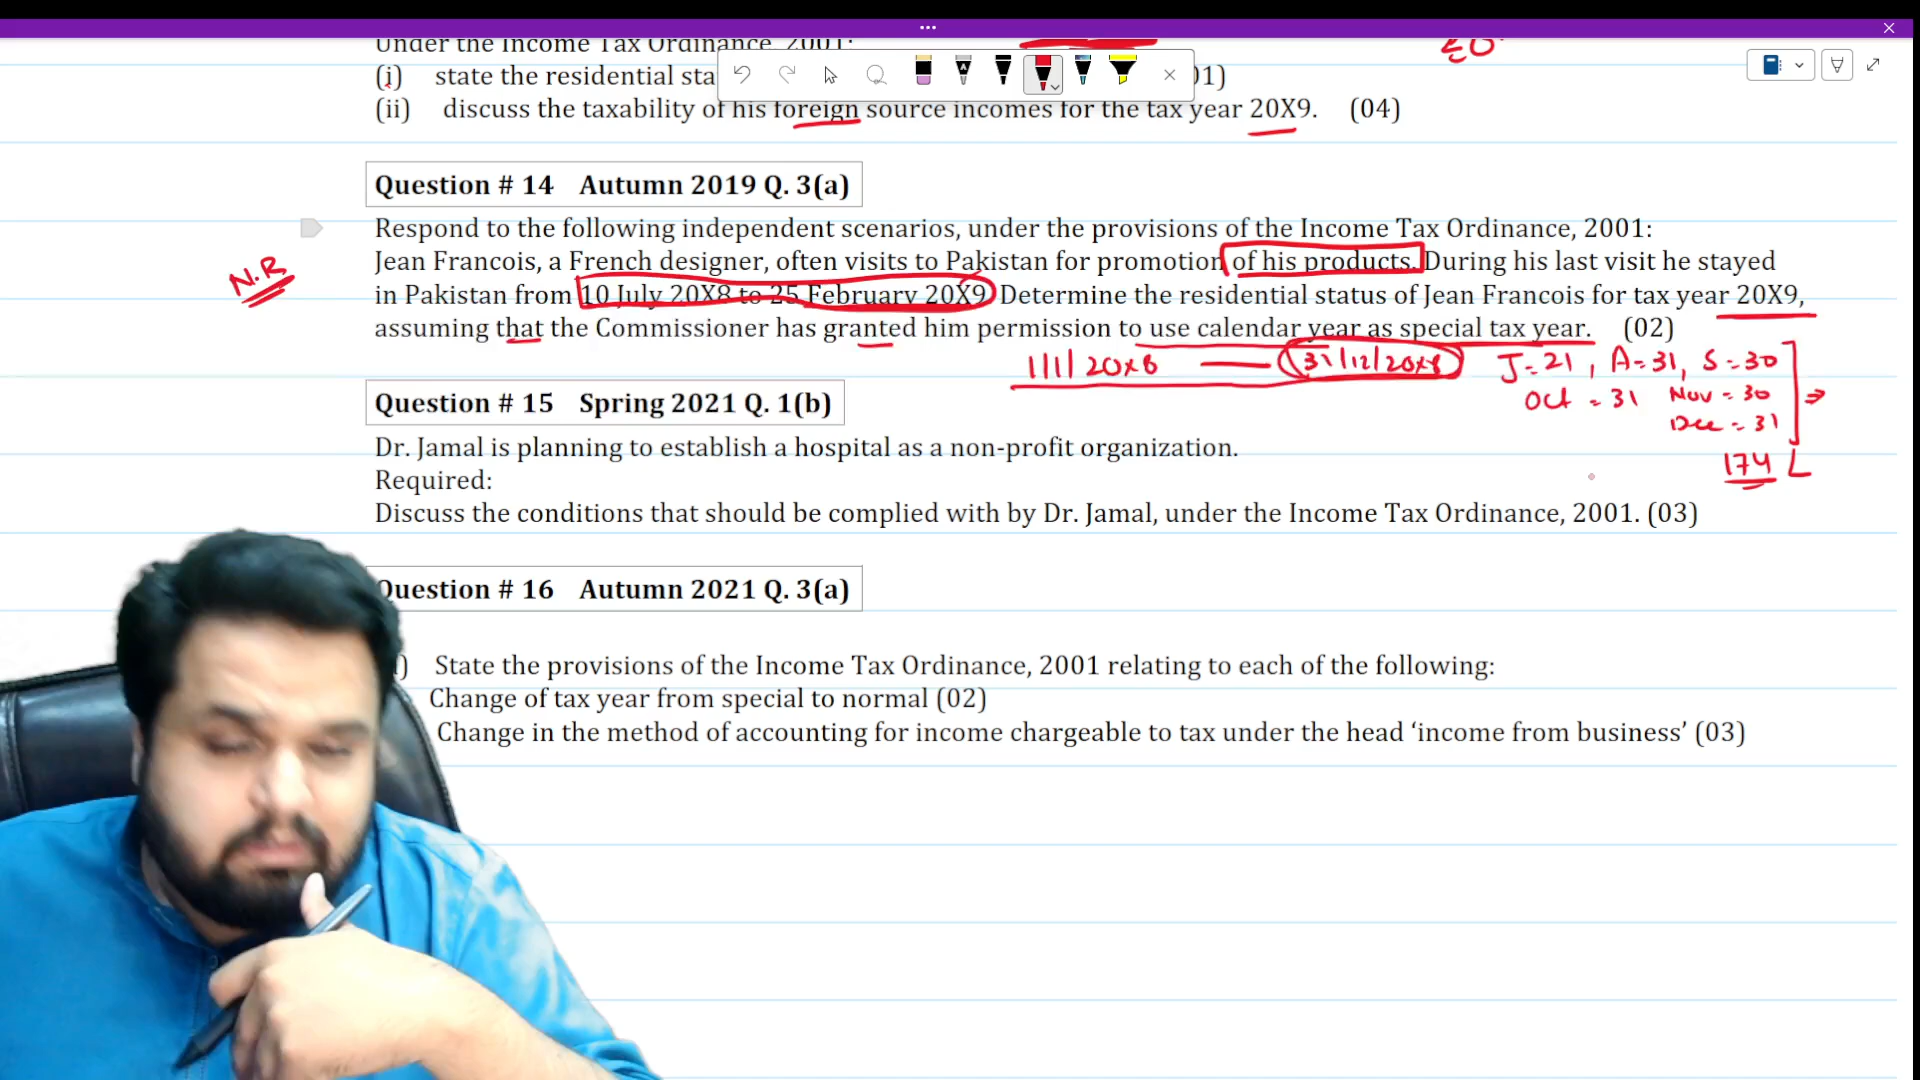 Under the Income Tax Ordinance, 2001:
(i) state the residential sta 01)
(ii) discuss the taxability of his foreign source incomes for the tax year 20X9. (04)
Question # 14 Autumn 2019 Q. 3(a)
Respond to the following independent scenarios, under the provisions of the Income Tax Ordinance, 2001:
N.R
Jean Francois, a French designer, often visits to Pakistan for promotion of his products. During his last visit he stayed
in Pakistan from 10 July 20X8 to 25 February 20X9. Determine the residential status of Jean Francois for tax year 20X9,
assuming that the Commissioner has granted him permission to use calendar year as special tax year. (02)
1/1/20X8 — 31/12/20X8
J = 21, A = 31, S = 30
Oct = 31 Nov = 30
Dec = 31
174
Question # 15 Spring 2021 Q. 1(b)
Dr. Jamal is planning to establish a hospital as a non-profit organization.
Required:
Discuss the conditions that should be complied with by Dr. Jamal, under the Income Tax Ordinance, 2001. (03)
Question # 16 Autumn 2021 Q. 3(a)
) State the provisions of the Income Tax Ordinance, 2001 relating to each of the following:
Change of tax year from special to normal (02)
Change in the method of accounting for income chargeable to tax under the head ‘income from business’ (03)